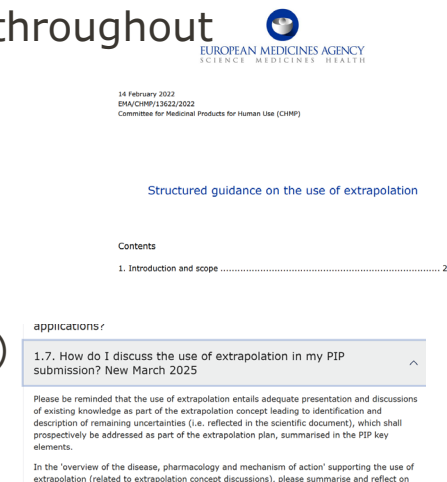 throughout
EUROPEAN MEDICINES AGENCY
SCIENCE MEDICINES HEALTH
14 February 2022
EMA/CHMP/13622/2022
Committee for Medicinal Products for Human Use (CHMP)
Structured guidance on the use of extrapolation
Contents
1. Introduction and scope ........................................................................... 2
applications?
)
1.7. How do I discuss the use of extrapolation in my PIP
submission? New March 2025
Please be reminded that the use of extrapolation entails adequate presentation and discussions
of existing knowledge as part of the extrapolation concept leading to identification and
description of remaining uncertainties (i.e. reflected in the scientific document), which shall
prospectively be addressed as part of the extrapolation plan, summarised in the PIP key
elements.
In the 'overview of the disease, pharmacology and mechanism of action' supporting the use of
extrapolation (related to extrapolation concept discussions), please summarise and reflect on